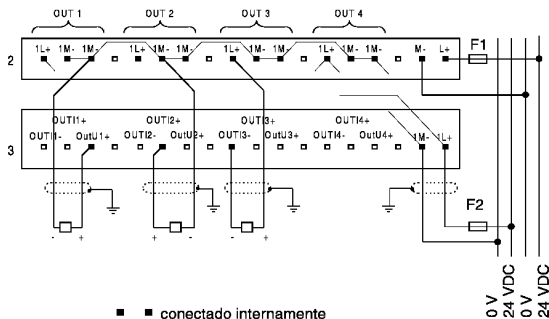 OUT 1 OUT 2 OUT 3 OUT 4
1L+ 1M- 1M- 1L+ 1M- 1M- 1L+ 1M- 1M- 1L+ 1M- 1M- M- L+ F1
2
OUTI1+ OUTI2+ OUTI3+ OUTI4+
OUTI1- OutU1+ OUTI2- OutU2+ OUTI3- OutU3+ OUTI4- OutU4+ 1M- 1L+
3
F2
- + + - - +
0 V
24 VDC
0 V
24 VDC
conectado internamente